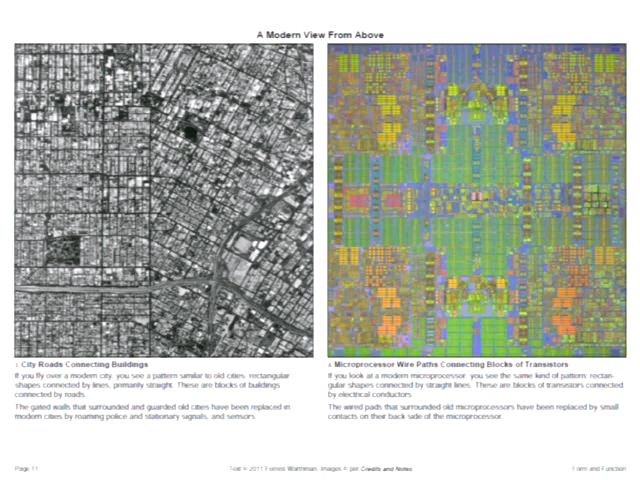 A Modern View From Above
3 City Roads Connecting Buildings
If you fly over a modern city, you see a pattern similar to old cities: rectangular
shapes connected by lines, primarily straight. These are blocks of buildings
connected by roads.
The gated walls that surrounded and guarded old cities have been replaced in
modern cities by roaming police and stationary signals, and sensors.
4 Microprocessor Wire Paths Connecting Blocks of Transistors
If you look at a modern microprocessor, you see the same kind of pattern: rectan-
gular shapes connected by straight lines. These are blocks of transistors connected
by electrical conductors.
The wired pads that surrounded old microprocessors have been replaced by small
contacts on their back side of the microprocessor.
Page 11
Text © 2011 Forrest Warthman. Images © per Credits and Notes
Form and Function